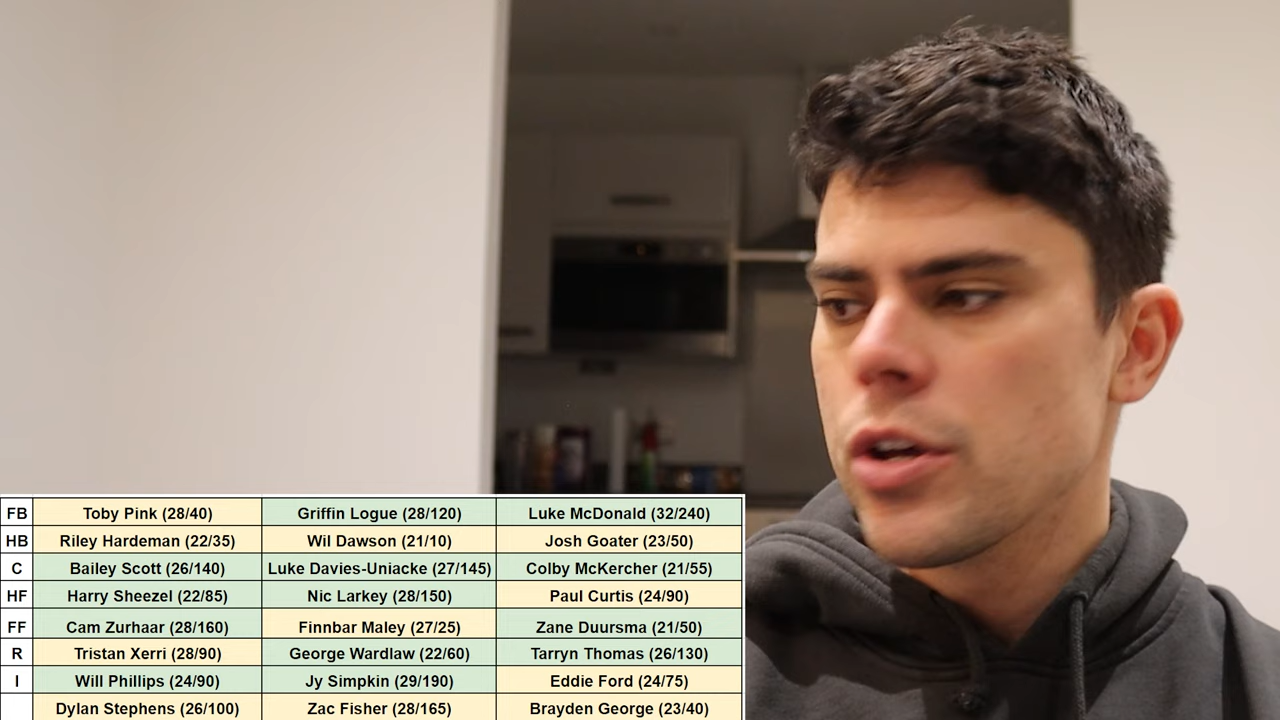 FB Toby Pink (28/40) Griffin Logue (28/120) Luke McDonald (32/240)
HB Riley Hardeman (22/35) Wil Dawson (21/10) Josh Goater (23/50)
C Bailey Scott (26/140) Luke Davies-Uniacke (27/145) Colby McKercher (21/55)
HF Harry Sheezel (22/85) Nic Larkey (28/150) Paul Curtis (24/90)
FF Cam Zurhaar (28/160) Finnbar Maley (27/25) Zane Duursma (21/50)
R Tristan Xerri (28/90) George Wardlaw (22/60) Tarryn Thomas (26/130)
I Will Phillips (24/90) Jy Simpkin (29/190) Eddie Ford (24/75)
Dylan Stephens (26/100) Zac Fisher (28/165) Brayden George (23/40)